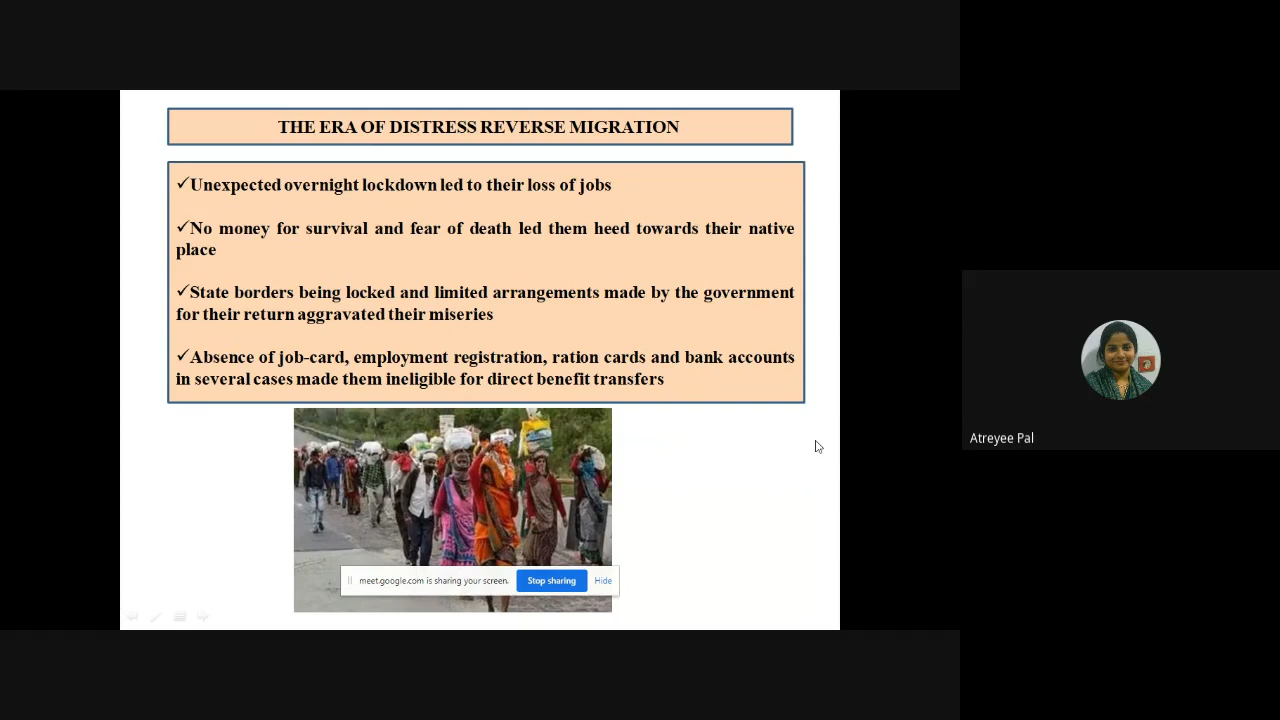 THE ERA OF DISTRESS REVERSE MIGRATION
✓Unexpected overnight lockdown led to their loss of jobs
✓No money for survival and fear of death led them heed towards their native
place
✓State borders being locked and limited arrangements made by the government
for their return aggravated their miseries
✓Absence of job-card, employment registration, ration cards and bank accounts
in several cases made them ineligible for direct benefit transfers
Atreyee Pal
meet.google.com is sharing your screen. Stop sharing Hide